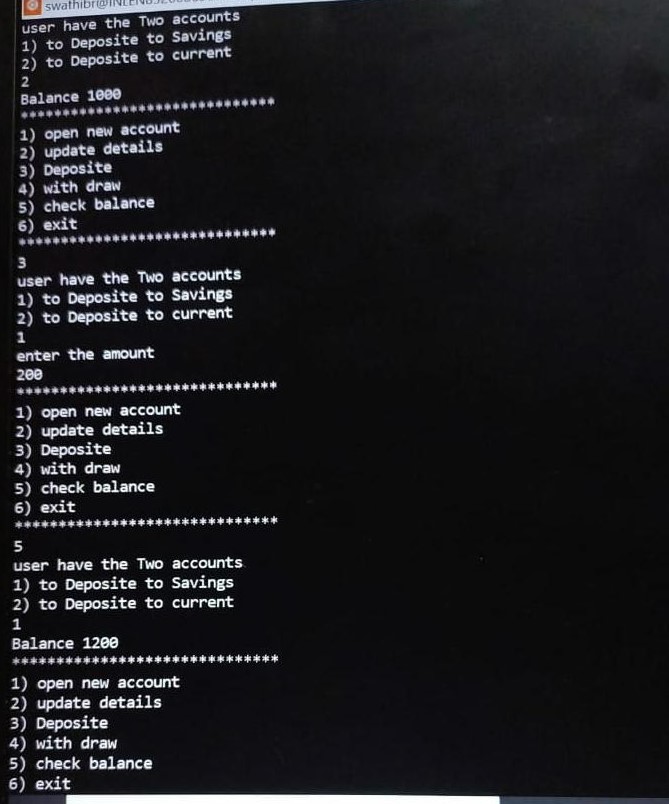 swathibr@
user have the Two accounts
1) to Deposite to Savings
2) to Deposite to current
2
Balance 1000
******************************
1) open new account
2) update details
3) Deposite
4) with draw
5) check balance
6) exit
******************************
3
user have the Two accounts
1) to Deposite to Savings
2) to Deposite to current
1
enter the amount
200
******************************
1) open new account
2) update details
3) Deposite
4) with draw
5) check balance
6) exit
******************************
5
user have the Two accounts
1) to Deposite to Savings
2) to Deposite to current
1
Balance 1200
******************************
1) open new account
2) update details
3) Deposite
4) with draw
5) check balance
6) exit